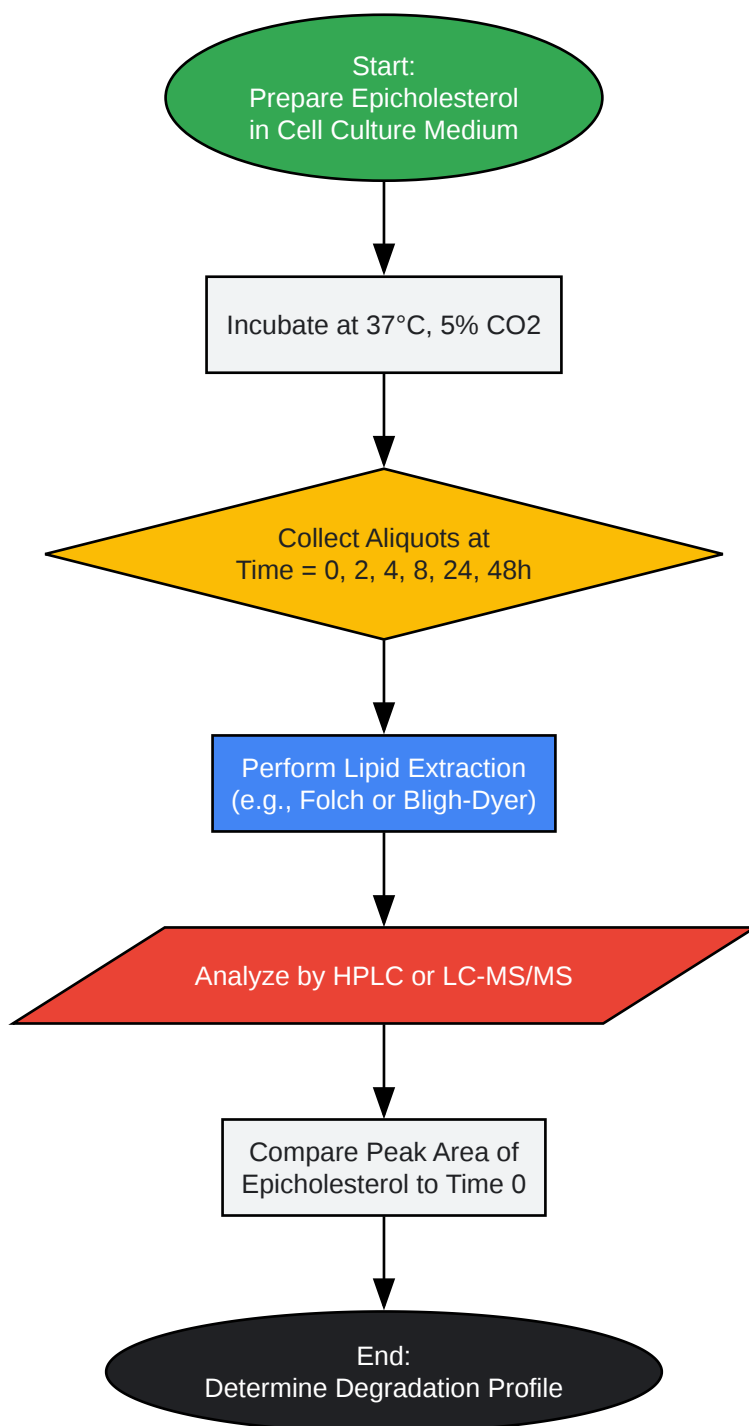 Start:
Prepare Epicholesterol
in Cell Culture Medium
Incubate at 37°C, 5% CO2
Collect Aliquots at
Time = 0, 2, 4, 8, 24, 48h
Perform Lipid Extraction
(e.g., Folch or Bligh-Dyer)
Analyze by HPLC or LC-MS/MS
Compare Peak Area of
Epicholesterol to Time 0
End:
Determine Degradation Profile